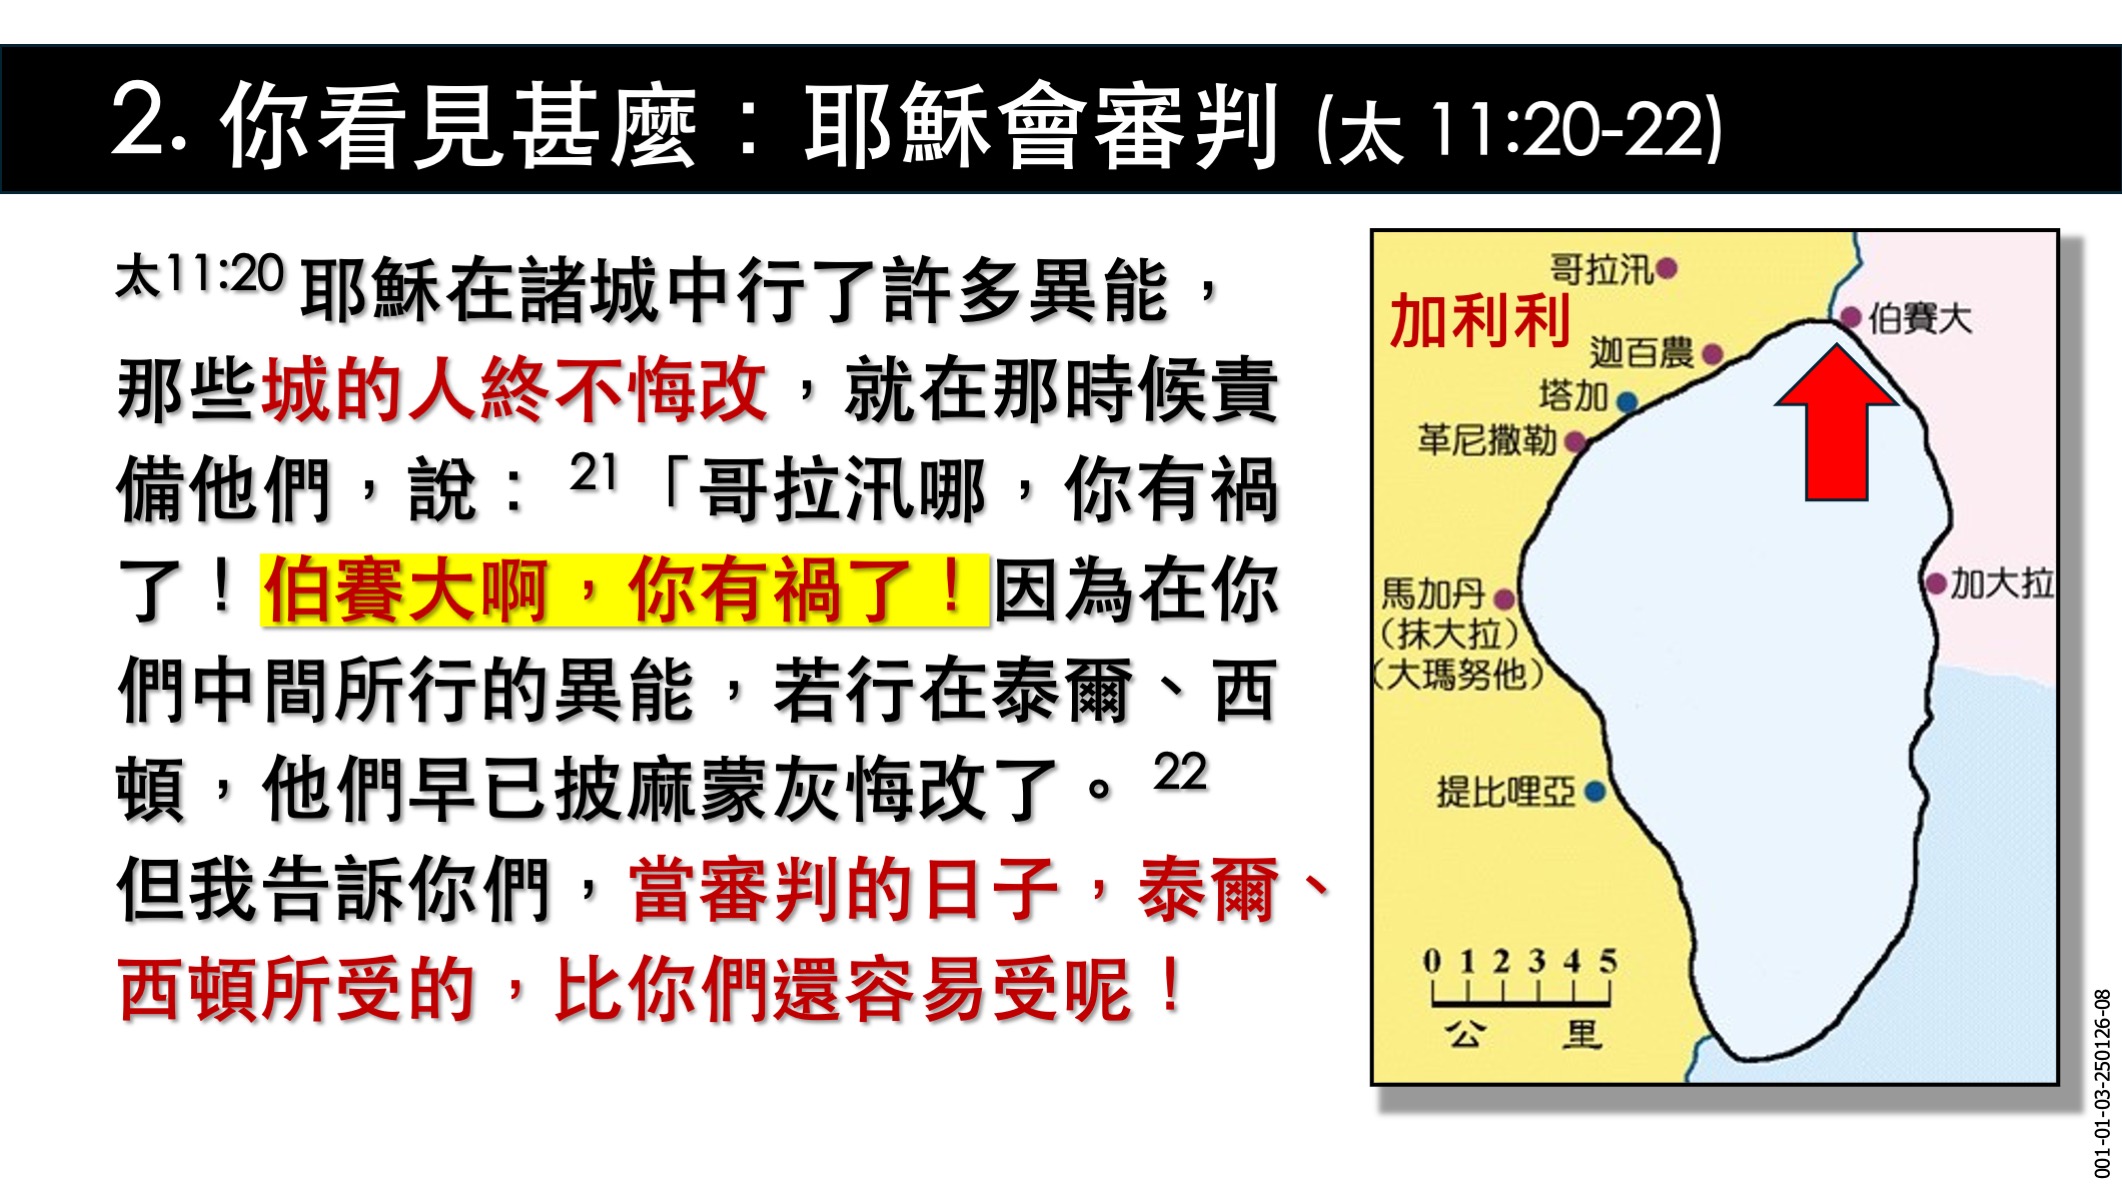 2. 你看見甚麼：耶穌會審判 (太 11:20-22)
太11:20 耶穌在諸城中行了許多異能，
那些城的人終不悔改，就在那時候責
備他們，說： 21「哥拉汛哪，你有禍
了！伯賽大啊，你有禍了！因為在你
們中間所行的異能，若行在泰爾、西
頓，他們早已披麻蒙灰悔改了。 22
但我告訴你們，當審判的日子，泰爾、
西頓所受的，比你們還容易受呢！
哥拉汛
加利利
伯賽大
迦百農
塔加
革尼撒勒
馬加丹
（抹大拉）
（大瑪努他）
加大拉
提比哩亞
0 1 2 3 4 5
公 里
001-01-03-250126-08